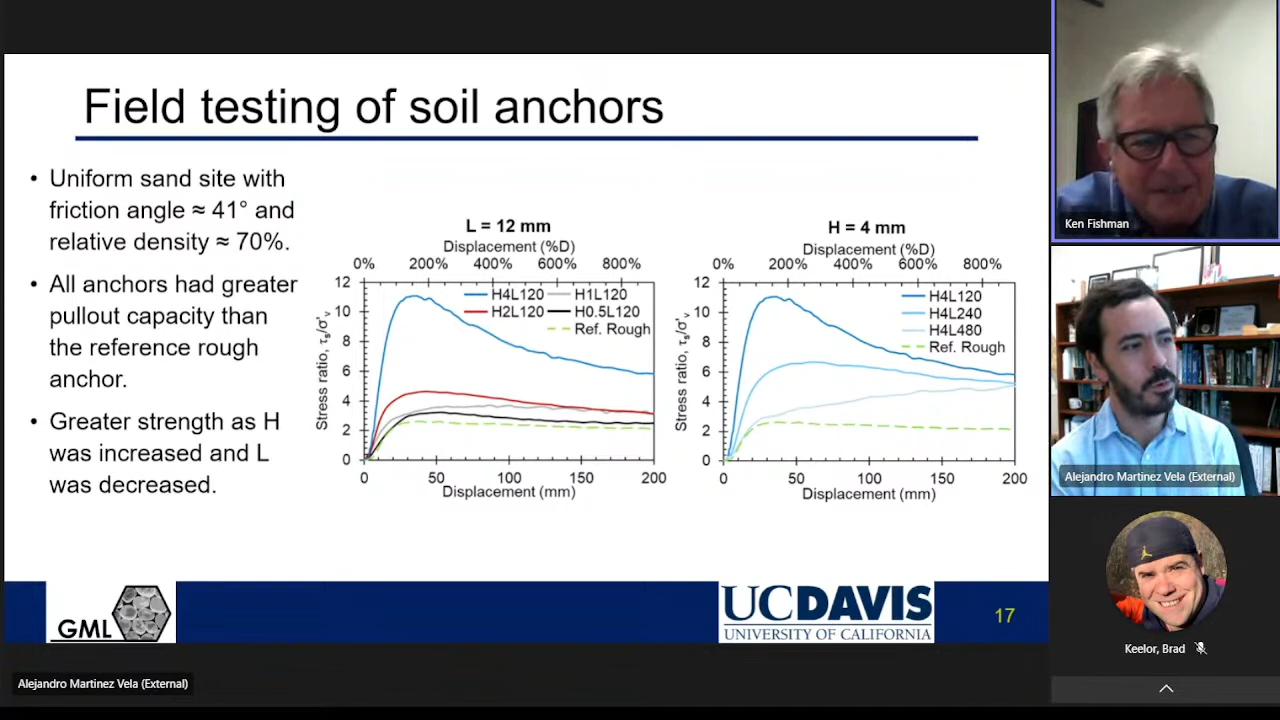 Field testing of soil anchors
• Uniform sand site with
friction angle ≈ 41° and
relative density ≈ 70%.
• All anchors had greater
pullout capacity than
the reference rough
anchor.
• Greater strength as H
was increased and L
was decreased.
L = 12 mm
Displacement (%D)
0% 200% 400% 600% 800%
12
10
8
6
4
2
0
Stress ratio, τs/σ'v
H4L120 H1L120
H2L120 H0.5L120
Ref. Rough
0 50 100 150 200
Displacement (mm)
H = 4 mm
Displacement (%D)
0% 200% 400% 600% 800%
12
10
8
6
4
2
0
Stress ratio, τs/σ'v
H4L120
H4L240
H4L480
Ref. Rough
0 50 100 150 200
Displacement (mm)
GML
UCDAVIS
UNIVERSITY OF CALIFORNIA
17
Alejandro Martinez Vela (External)
Ken Fishman
Alejandro Martinez Vela (External)
Keelor, Brad